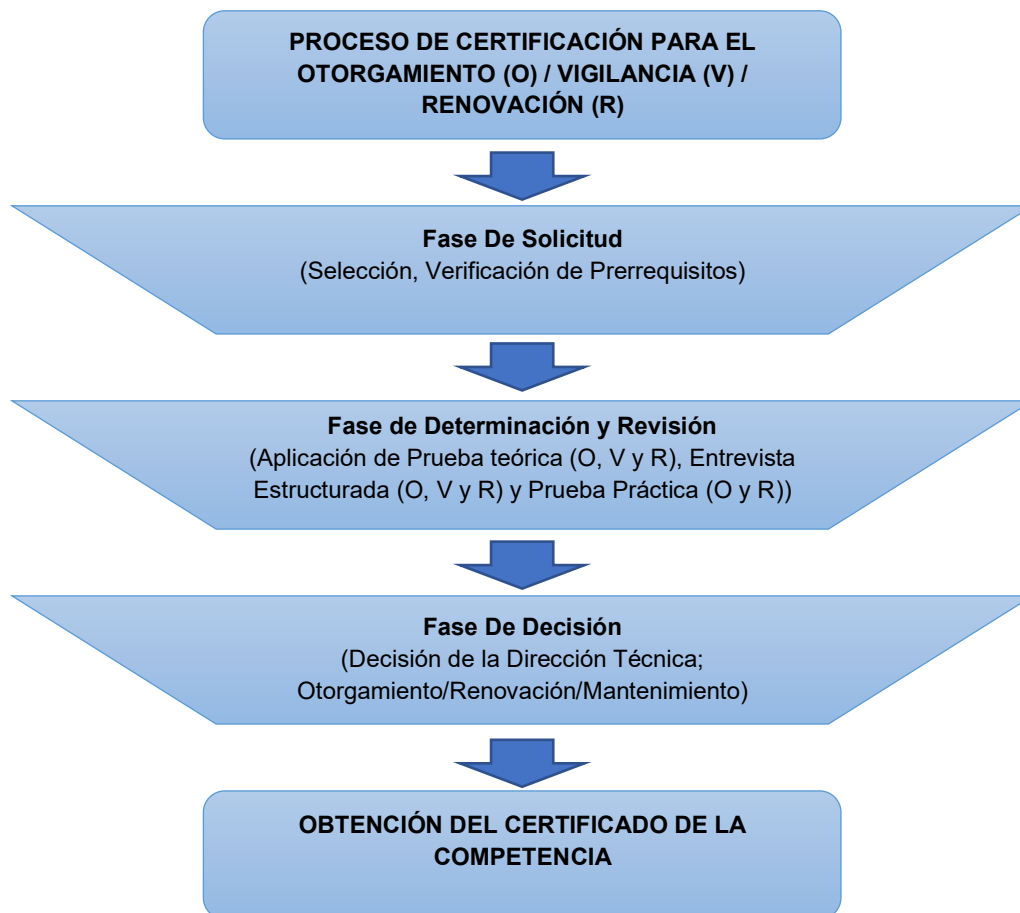 PROCESO DE CERTIFICACIÓN PARA EL
OTORGAMIENTO (O) / VIGILANCIA (V) /
RENOVACIÓN (R)
Fase De Solicitud
(Selección, Verificación de Prerrequisitos)
Fase de Determinación y Revisión
(Aplicación de Prueba teórica (O, V y R), Entrevista
Estructurada (O, V y R) y Prueba Práctica (O y R))
Fase De Decisión
(Decisión de la Dirección Técnica;
Otorgamiento/Renovación/Mantenimiento)
OBTENCIÓN DEL CERTIFICADO DE LA
COMPETENCIA